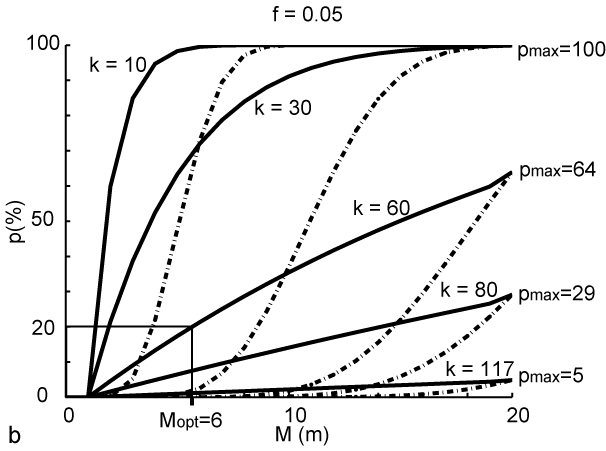 f = 0.05
100
k = 10
pmax=100
k = 30
pmax=64
50
k = 60
p(%)
k = 80
pmax=29
20
k = 117
pmax=5
0
0
10
20
Mopt=6
M (m)
b